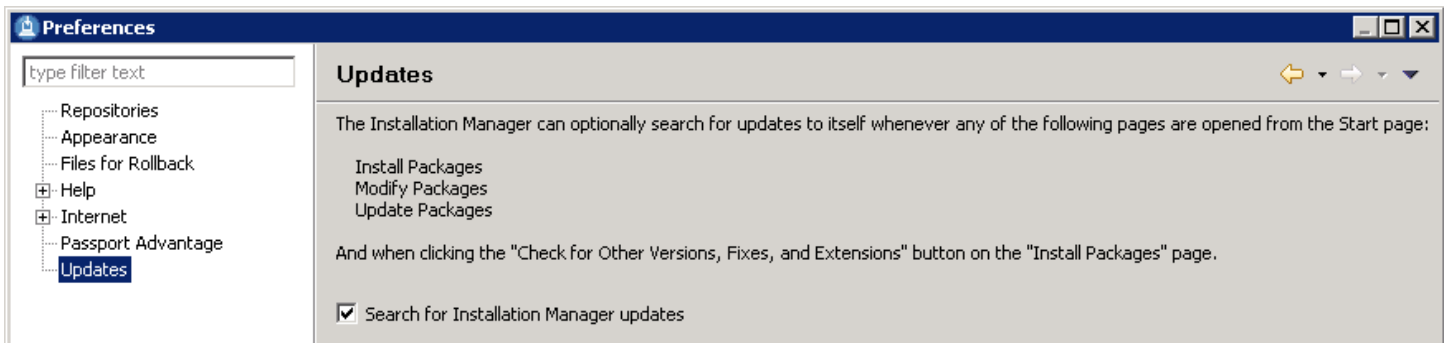 Preferences
type filter text
Repositories
Appearance
Files for Rollback
Help
Internet
Passport Advantage
Updates
Updates
The Installation Manager can optionally search for updates to itself whenever any of the following pages are opened from the Start page:
Install Packages
Modify Packages
Update Packages
And when clicking the "Check for Other Versions, Fixes, and Extensions" button on the "Install Packages" page.
Search for Installation Manager updates